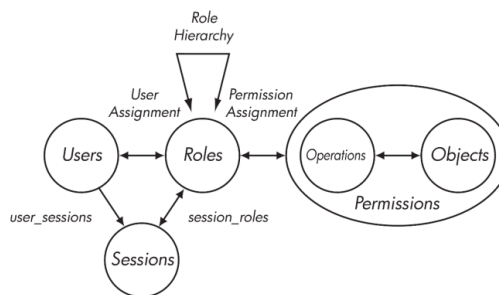 Role
Hierarchy
User
Assignment
Permission
Assignment
Users
Roles
Operations
Objects
Permissions
user_sessions
session_roles
Sessions